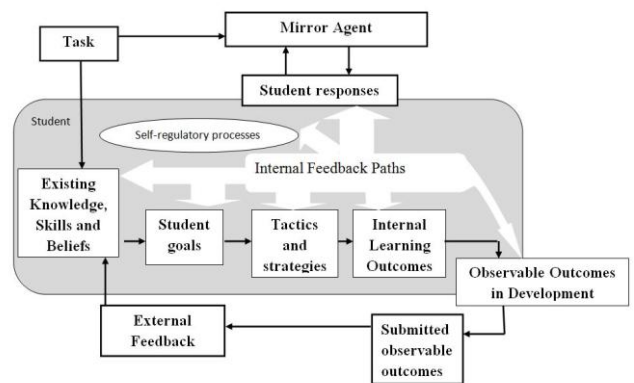 Task
Mirror Agent
Student responses
Student
Self-regulatory processes
Internal Feedback Paths
Existing
Knowledge,
Skills and
Beliefs
Student
goals
Tactics
and
strategies
Internal
Learning
Outcomes
Observable Outcomes
in Development
External
Feedback
Submitted
observable
outcomes